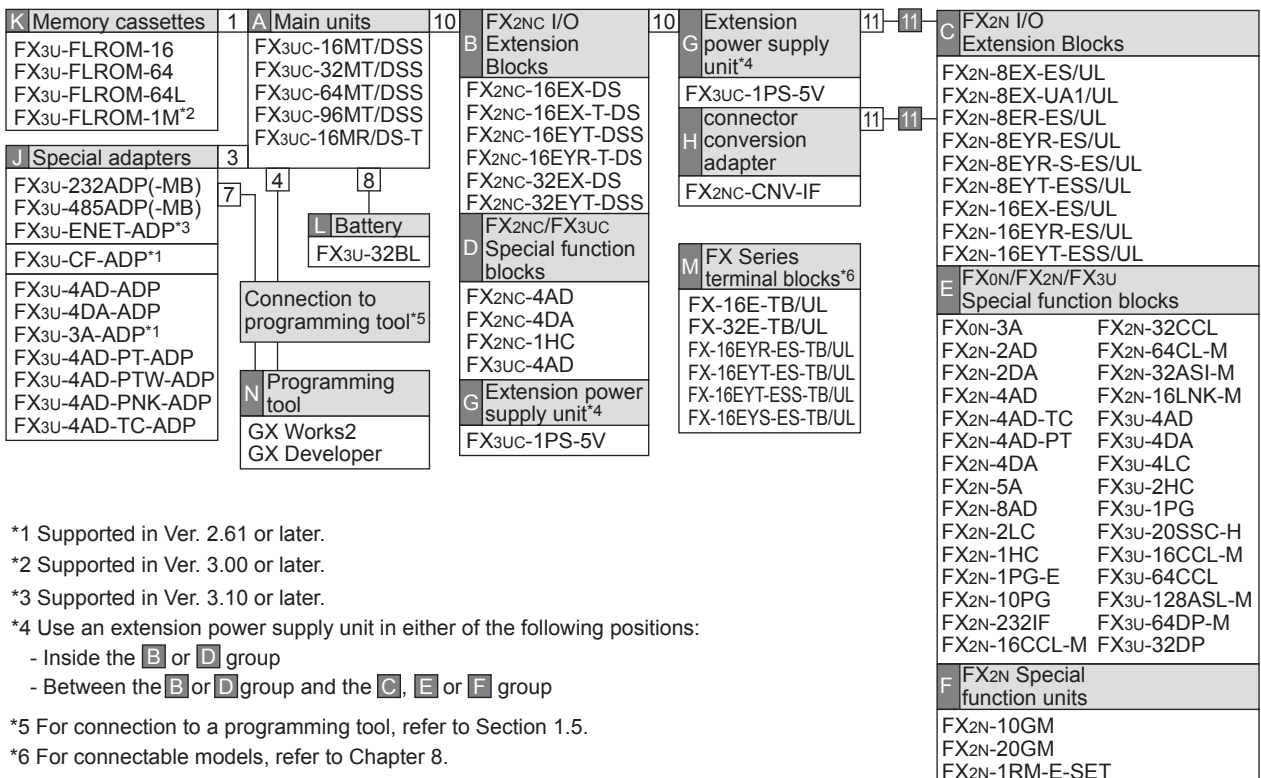 K Memory cassettes
FX3U-FLROM-16
FX3U-FLROM-64
FX3U-FLROM-64L
FX3U-FLROM-1M*2
1
J Special adapters
3
FX3U-232ADP(-MB)
FX3U-485ADP(-MB)
FX3U-ENET-ADP*3
FX3U-CF-ADP*1
FX3U-4AD-ADP
FX3U-4DA-ADP
FX3U-3A-ADP*1
FX3U-4AD-PT-ADP
FX3U-4AD-PTW-ADP
FX3U-4AD-PNK-ADP
FX3U-4AD-TC-ADP
7
A Main units
10
FX3UC-16MT/DSS
FX3UC-32MT/DSS
FX3UC-64MT/DSS
FX3UC-96MT/DSS
FX3UC-16MR/DS-T
4
8
L Battery
FX3U-32BL
Connection to
programming tool*5
N Programming
tool
GX Works2
GX Developer
B FX2NC I/O
Extension
Blocks
10
FX2NC-16EX-DS
FX2NC-16EX-T-DS
FX2NC-16EYT-DSS
FX2NC-16EYR-T-DS
FX2NC-32EX-DS
FX2NC-32EYT-DSS
D FX2NC/FX3UC
Special function
blocks
FX2NC-4AD
FX2NC-4DA
FX2NC-1HC
FX3UC-4AD
G Extension power
supply unit*4
FX3UC-1PS-5V
G Extension
power supply
unit*4
11 11
FX3UC-1PS-5V
H connector
conversion
adapter
11 11
FX2NC-CNV-IF
M FX Series
terminal blocks*6
FX-16E-TB/UL
FX-32E-TB/UL
FX-16EYR-ES-TB/UL
FX-16EYT-ES-TB/UL
FX-16EYT-ESS-TB/UL
FX-16EYS-ES-TB/UL
C FX2N I/O
Extension Blocks
FX2N-8EX-ES/UL
FX2N-8EX-UA1/UL
FX2N-8ER-ES/UL
FX2N-8EYR-ES/UL
FX2N-8EYR-S-ES/UL
FX2N-8EYT-ESS/UL
FX2N-16EX-ES/UL
FX2N-16EYR-ES/UL
FX2N-16EYT-ESS/UL
E FX0N/FX2N/FX3U
Special function blocks
FX0N-3A FX2N-32CCL
FX2N-2AD FX2N-64CL-M
FX2N-2DA FX2N-32ASI-M
FX2N-4AD FX2N-16LNK-M
FX2N-4AD-TC FX3U-4AD
FX2N-4AD-PT FX3U-4DA
FX2N-4DA FX3U-4LC
FX2N-5A FX3U-2HC
FX2N-8AD FX3U-1PG
FX2N-2LC FX3U-20SSC-H
FX2N-1HC FX3U-16CCL-M
FX2N-1PG-E FX3U-64CCL
FX2N-10PG FX3U-128ASL-M
FX2N-232IF FX3U-64DP-M
FX2N-16CCL-M FX3U-32DP
F FX2N Special
function units
FX2N-10GM
FX2N-20GM
FX2N-1RM-E-SET
*1 Supported in Ver. 2.61 or later.
*2 Supported in Ver. 3.00 or later.
*3 Supported in Ver. 3.10 or later.
*4 Use an extension power supply unit in either of the following positions:
- Inside the B or D group
- Between the B or D group and the C, E or F group
*5 For connection to a programming tool, refer to Section 1.5.
*6 For connectable models, refer to Chapter 8.